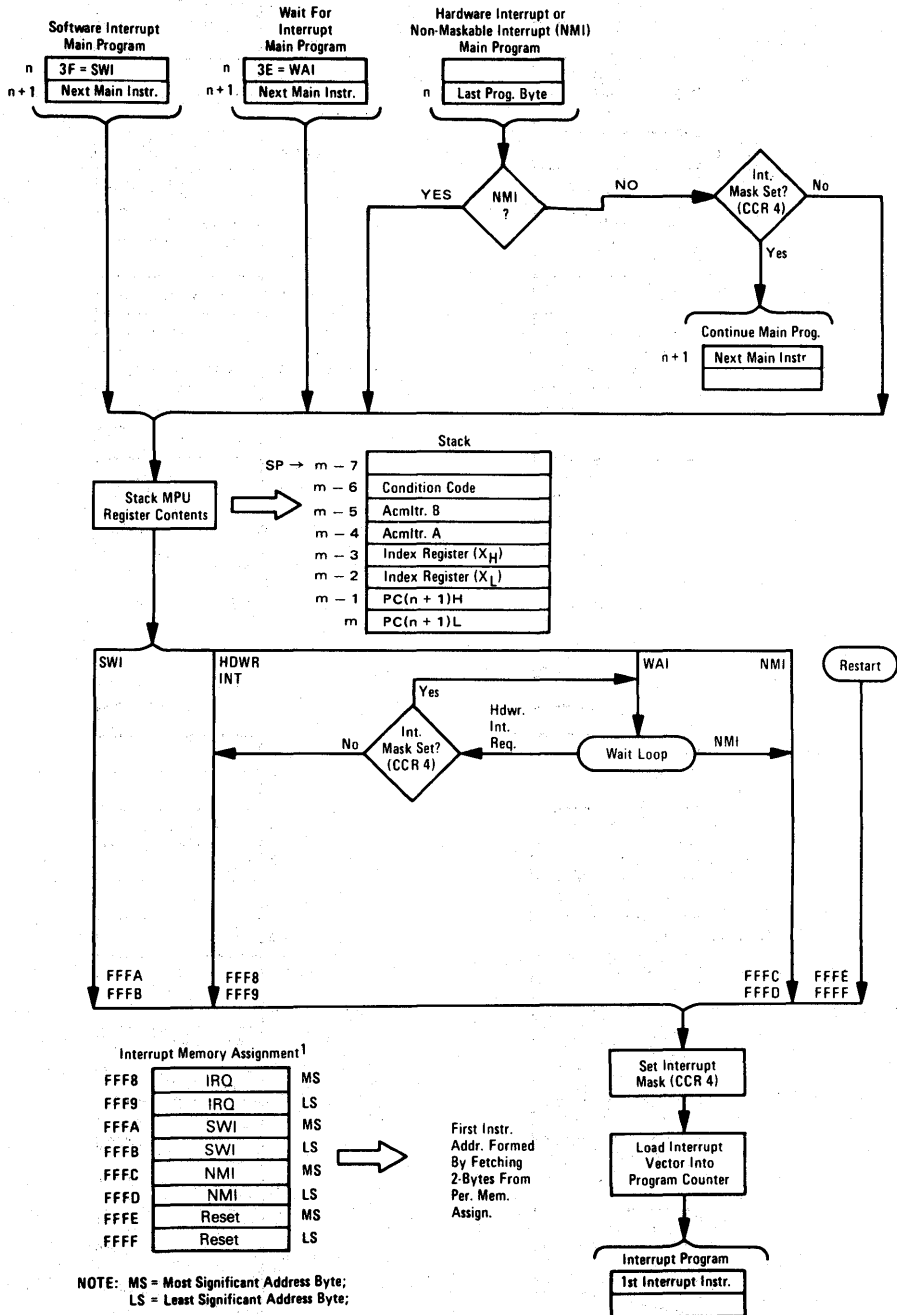 Software Interrupt
Main Program
n 3F = SWI
n+1 Next Main Instr.
Wait For
Interrupt
Main Program
n 3E = WAI
n+1 Next Main Instr.
Hardware Interrupt or
Non-Maskable Interrupt (NMI)
Main Program
n Last Prog. Byte
YES
NMI
?
NO
Int.
Mask Set?
(CCR 4)
No
Yes
Continue Main Prog.
n+1 Next Main Instr
Stack MPU
Register Contents
Stack
SP → m – 7
m – 6 Condition Code
m – 5 Acmltr. B
m – 4 Acmltr. A
m – 3 Index Register (XH)
m – 2 Index Register (XL)
m – 1 PC(n + 1)H
m PC(n + 1)L
SWI
HDWR
INT
WAI
NMI
Restart
Yes
Int.
Mask Set?
(CCR 4)
No
Hdwr.
Int.
Req.
Wait Loop
NMI
FFFA
FFFB
FFF8
FFF9
FFFC
FFFD
FFFE
FFFF
Interrupt Memory Assignment1
FFF8 IRQ MS
FFF9 IRQ LS
FFFA SWI MS
FFFB SWI LS
FFFC NMI MS
FFFD NMI LS
FFFE Reset MS
FFFF Reset LS
First Instr.
Addr. Formed
By Fetching
2-Bytes From
Per. Mem.
Assign.
Set Interrupt
Mask (CCR 4)
Load Interrupt
Vector Into
Program Counter
Interrupt Program
1st Interrupt Instr.
NOTE: MS = Most Significant Address Byte;
LS = Least Significant Address Byte;